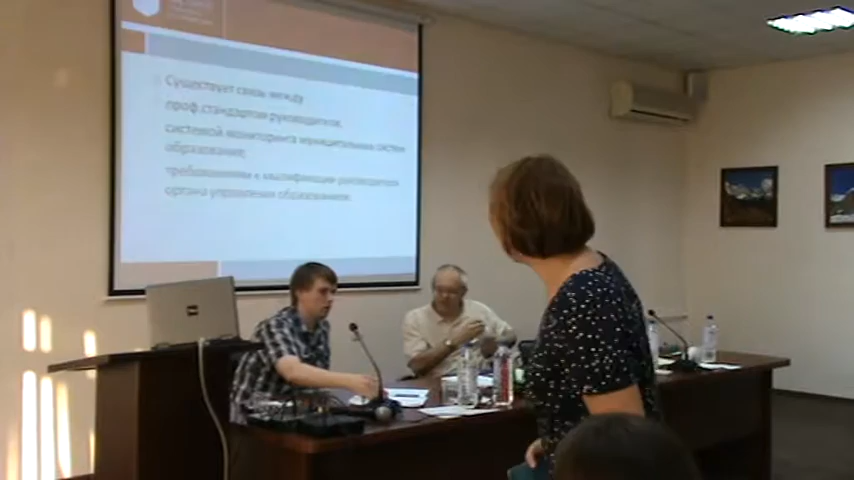 Существует связь между
проф.стандартом руководителя,
системой мониторинга муниципальных систем
образования,
требованиями к квалификации руководителя
органа управления образованием